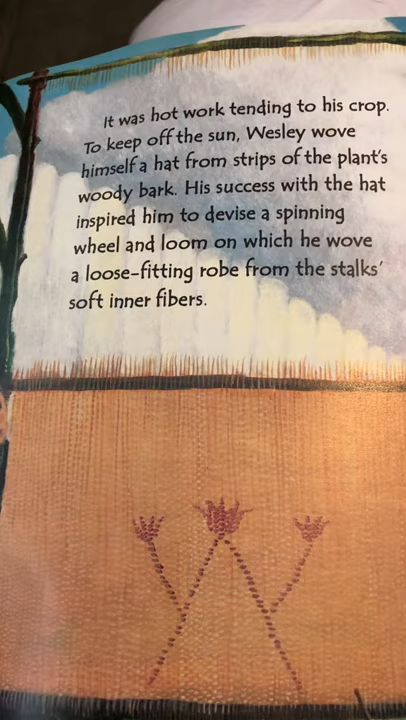 It was hot work tending to his crop.
To keep off the sun, Wesley wove
himself a hat from strips of the plant's
woody bark. His success with the hat
inspired him to devise a spinning
wheel and loom on which he wove
a loose-fitting robe from the stalks'
soft inner fibers.